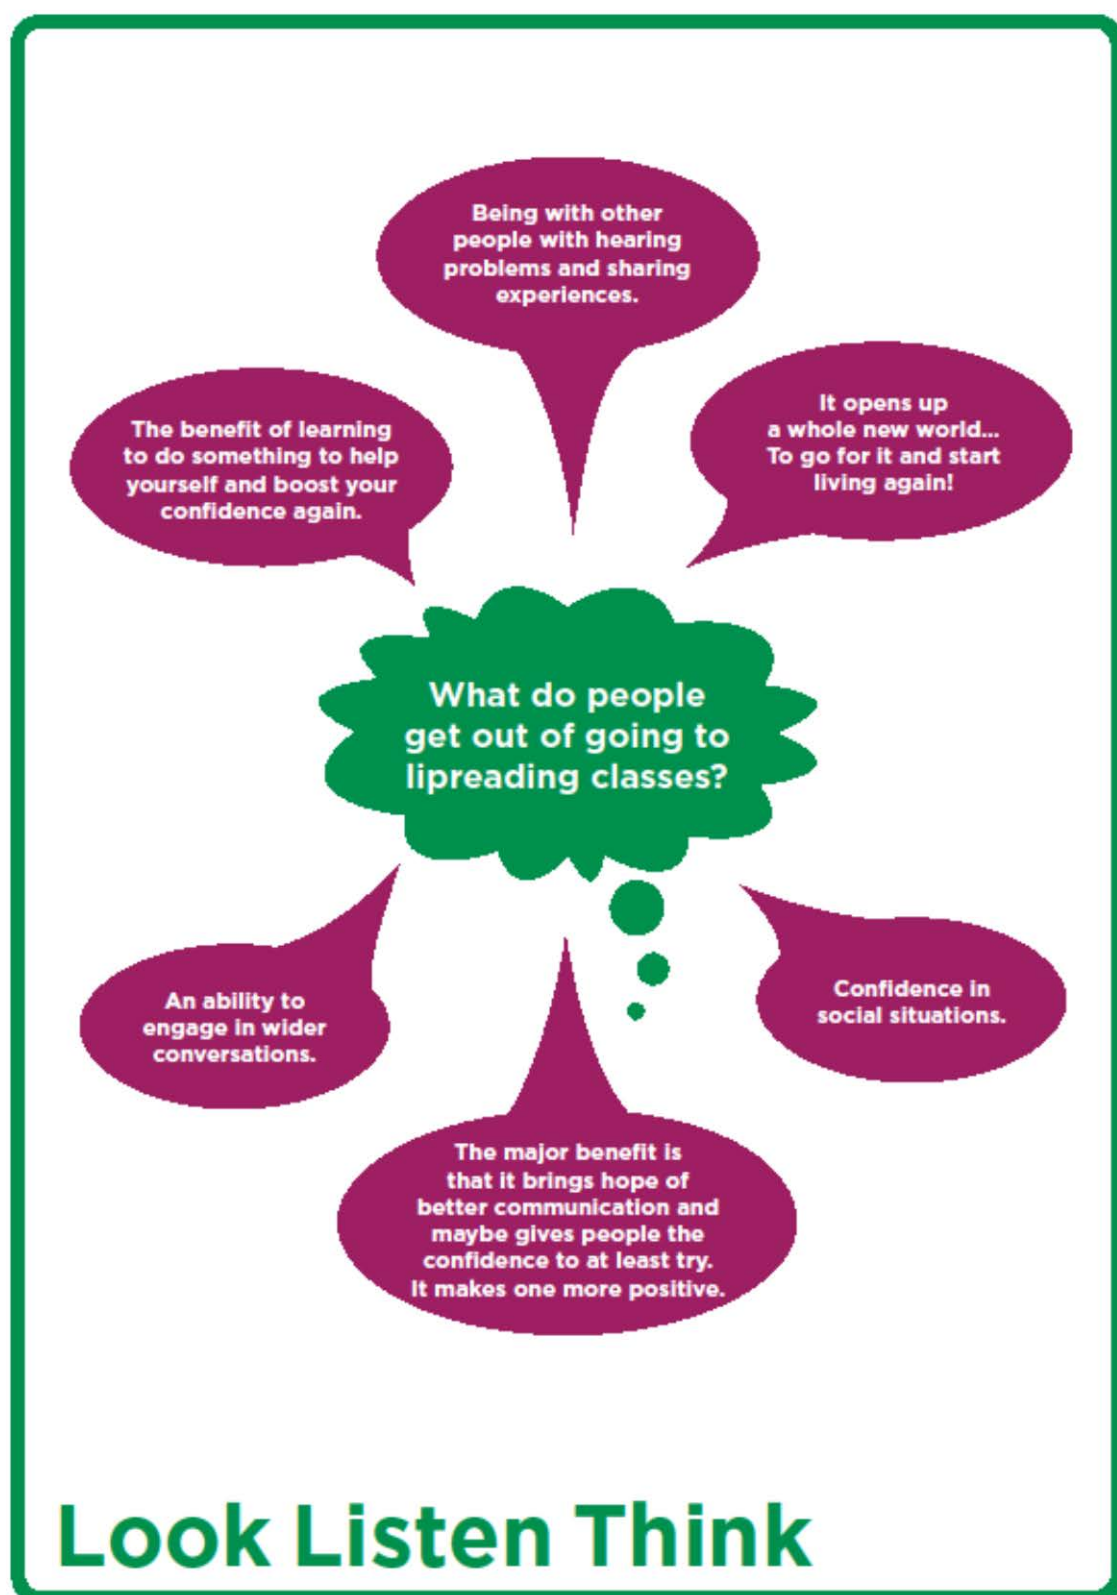 Being with other
people with hearing
problems and sharing
experiences.
The benefit of learning
to do something to help
yourself and boost your
confidence again.
It opens up
a whole new world...
To go for it and start
living again!
What do people
get out of going to
lipreading classes?
An ability to
engage in wider
conversations.
Confidence in
social situations.
The major benefit is
that it brings hope of
better communication and
maybe gives people the
confidence to at least try.
It makes one more positive.
Look Listen Think